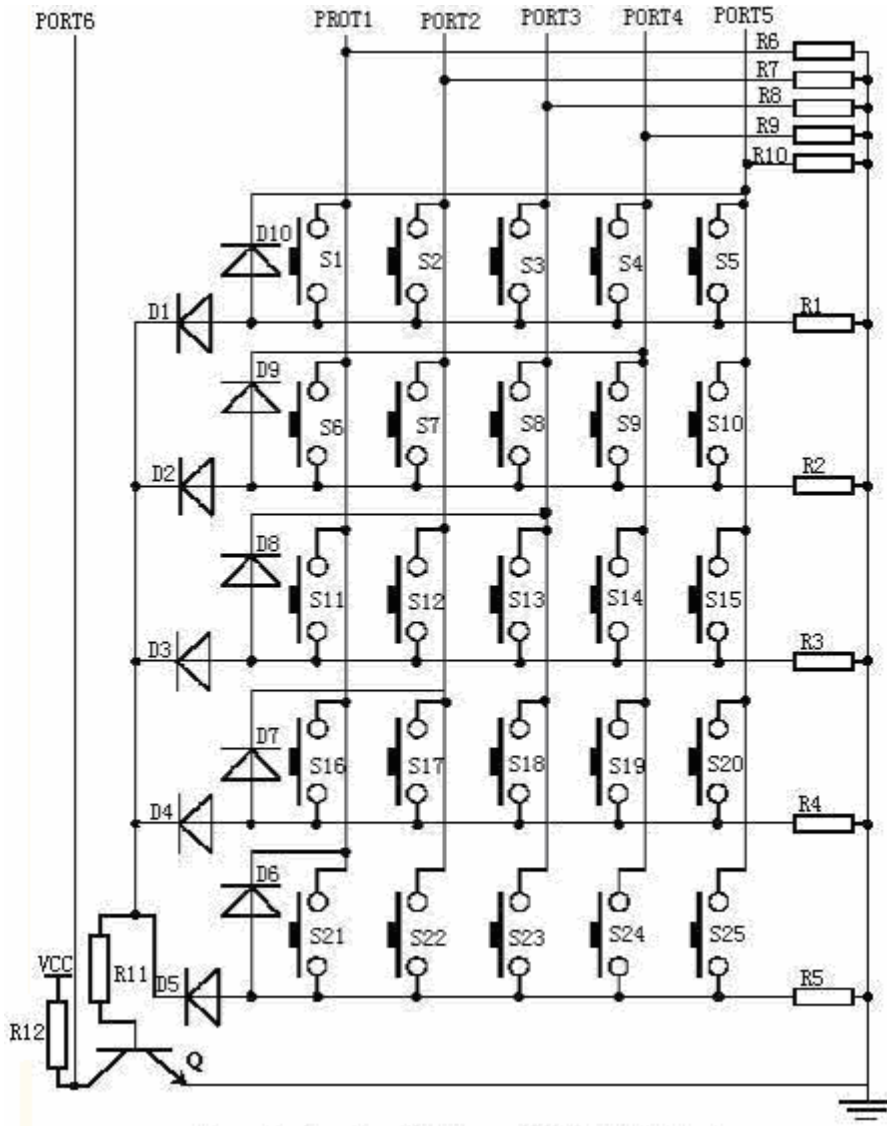 PORT6 PROT1 PORT2 PORT3 PORT4 PORT5
R6
R7
R8
R9
R10
D10 S1 S2 S3 S4 S5
D1 R1
D9
S6 S7 S8 S9 S10
D2 R2
D8
S11 S12 S13 S14 S15
D3 R3
D7
S16 S17 S18 S19 S20
D4 R4
D6
S21 S22 S23 S24 S25
VCC R11 D5 R5
R12
Q